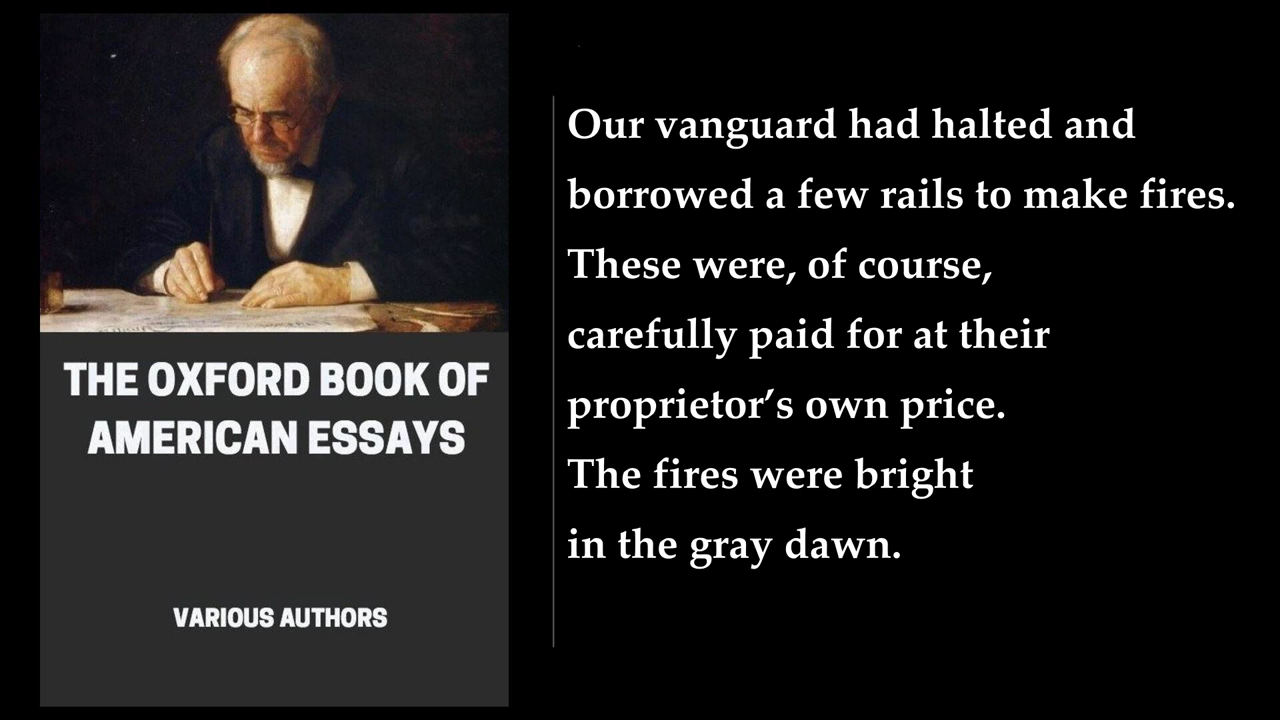 THE OXFORD BOOK OF
AMERICAN ESSAYS
VARIOUS AUTHORS
Our vanguard had halted and
borrowed a few rails to make fires.
These were, of course,
carefully paid for at their
proprietor’s own price.
The fires were bright
in the gray dawn.